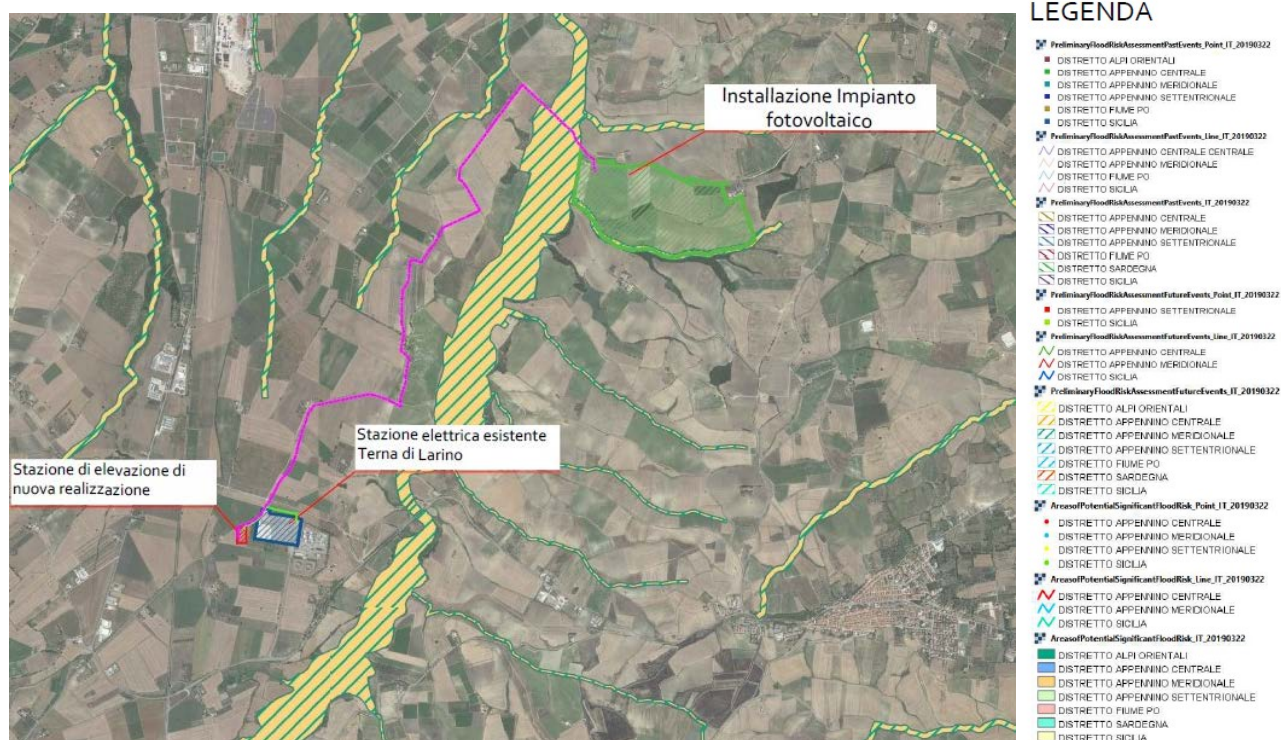 LEGENDA
Installazione Impianto
fotovoltaico
Stazione elettrica esistente
Terna di Larino
Stazione di elevazione di
nuova realizzazione
PreliminaryFloodRiskAssessmentPastEvents_Point_IT_20190322
DISTRETTO ALPI ORIENTALI
DISTRETTO APPENNINO CENTRALE
DISTRETTO APPENNINO MERIDIONALE
DISTRETTO APPENNINO SETTENTRIONALE
DISTRETTO FIUME PO
DISTRETTO SICILIA
PreliminaryFloodRiskAssessmentPastEvents_Line_IT_20190322
DISTRETTO APPENNINO CENTRALE CENTRALE
DISTRETTO APPENNINO MERIDIONALE
DISTRETTO FIUME PO
DISTRETTO SICILIA
PreliminaryFloodRiskAssessmentPastEvents_IT_20190322
DISTRETTO APPENNINO CENTRALE
DISTRETTO APPENNINO MERIDIONALE
DISTRETTO APPENNINO SETTENTRIONALE
DISTRETTO FIUME PO
DISTRETTO SARDEGNA
DISTRETTO SICILIA
PreliminaryFloodRiskAssessmentFutureEvents_Point_IT_20190322
DISTRETTO APPENNINO SETTENTRIONALE
DISTRETTO SICILIA
PreliminaryFloodRiskAssessmentFutureEvents_Line_IT_20190322
DISTRETTO APPENNINO CENTRALE
DISTRETTO APPENNINO MERIDIONALE
DISTRETTO SICILIA
PreliminaryFloodRiskAssessmentFutureEvents_IT_20190322
DISTRETTO ALPI ORIENTALI
DISTRETTO APPENNINO CENTRALE
DISTRETTO APPENNINO MERIDIONALE
DISTRETTO APPENNINO SETTENTRIONALE
DISTRETTO FIUME PO
DISTRETTO SARDEGNA
DISTRETTO SICILIA
AreasofPotentialSignificantFloodRisk_Point_IT_20190322
DISTRETTO APPENNINO CENTRALE
DISTRETTO APPENNINO MERIDIONALE
DISTRETTO APPENNINO SETTENTRIONALE
DISTRETTO SICILIA
AreasofPotentialSignificantFloodRisk_Line_IT_20190322
DISTRETTO APPENNINO CENTRALE
DISTRETTO APPENNINO MERIDIONALE
DISTRETTO SICILIA
AreasofPotentialSignificantFloodRisk_IT_20190322
DISTRETTO ALPI ORIENTALI
DISTRETTO APPENNINO CENTRALE
DISTRETTO APPENNINO MERIDIONALE
DISTRETTO APPENNINO SETTENTRIONALE
DISTRETTO FIUME PO
DISTRETTO SARDEGNA
DISTRETTO SICILIA